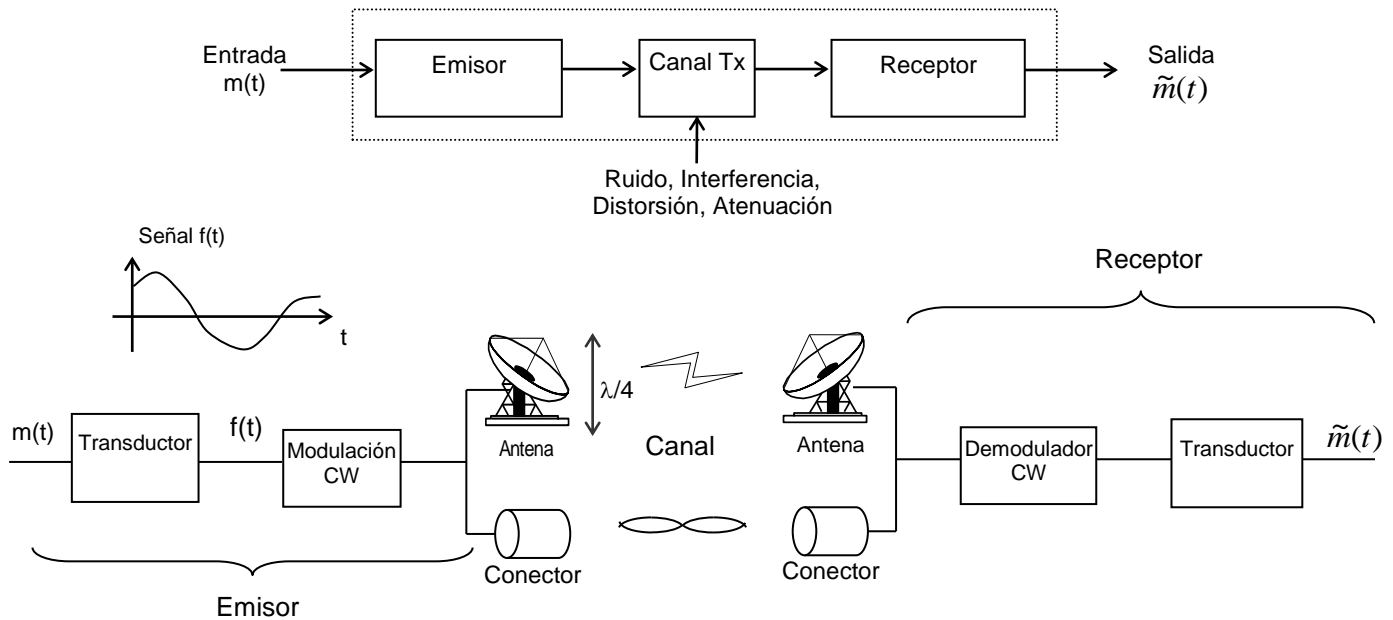 Entrada
m(t)
Emisor
Canal Tx
Receptor
Salida
m̃(t)
Ruido, Interferencia,
Distorsión, Atenuación
Señal f(t)
t
Receptor
λ/4
m(t)
Transductor
f(t)
Modulación
CW
Antena
Canal
Antena
Demodulador
CW
Transductor
m̃(t)
Conector
Conector
Emisor